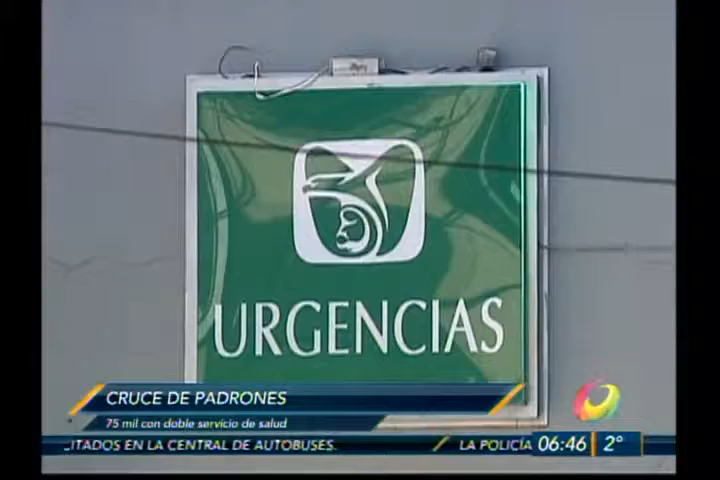 URGENCIAS
CRUCE DE PADRONES
75 mil con doble servicio de salud
CITADOS EN LA CENTRAL DE AUTOBUSES. LA POLICÍA 06:46 2°